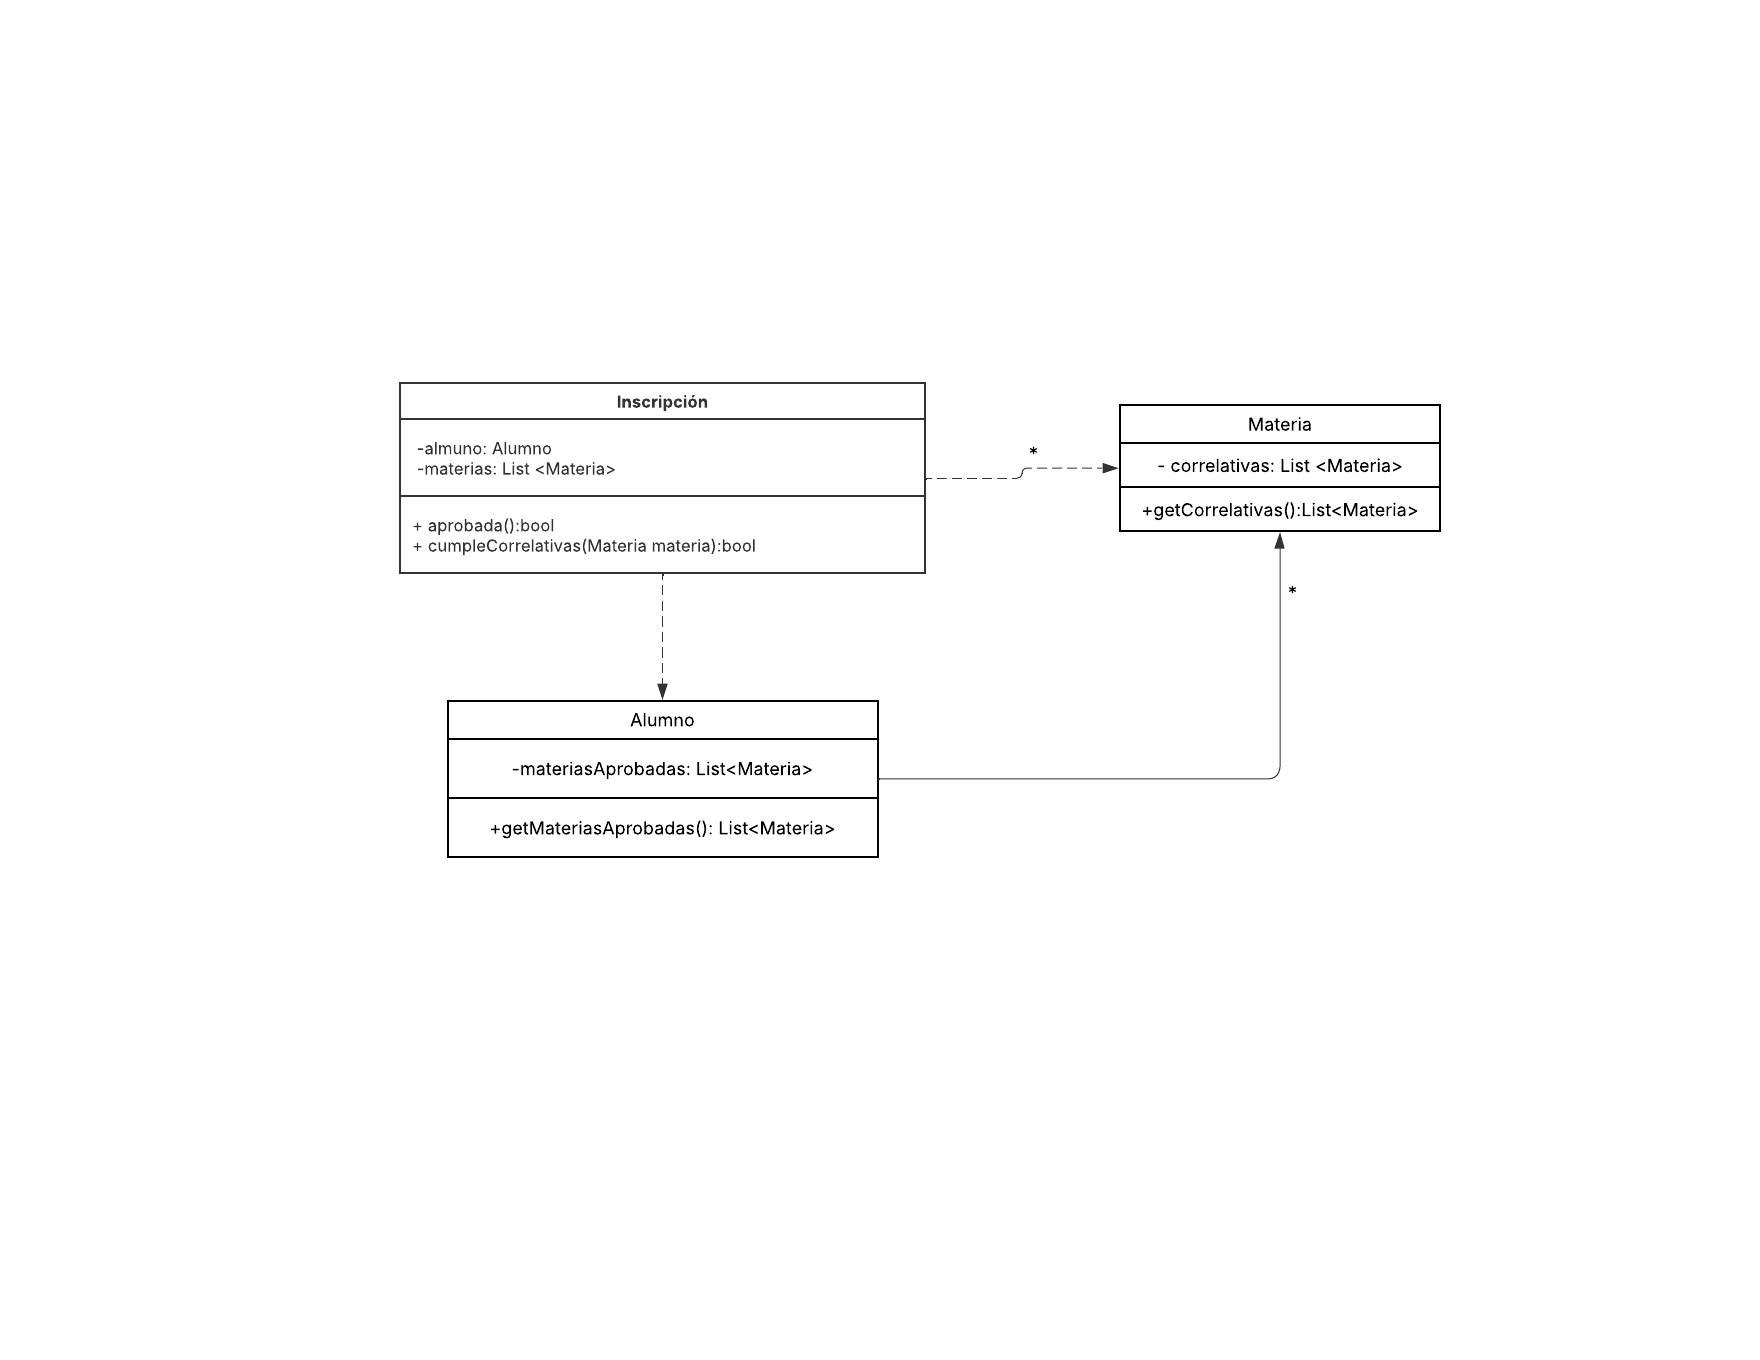 Inscripción
-almuno: Alumno
-materias: List <Materia>
+ aprobada():bool
+ cumpleCorrelativas(Materia materia):bool
*
Materia
- correlativas: List <Materia>
+getCorrelativas():List<Materia>
*
Alumno
-materiasAprobadas: List<Materia>
+getMateriasAprobadas(): List<Materia>